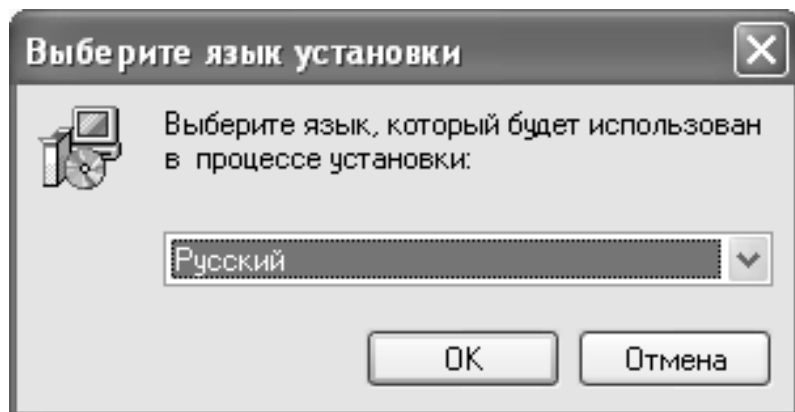 Выберите язык установки
Выберите язык, который будет использован
в процессе установки:
Русский
OK
Отмена